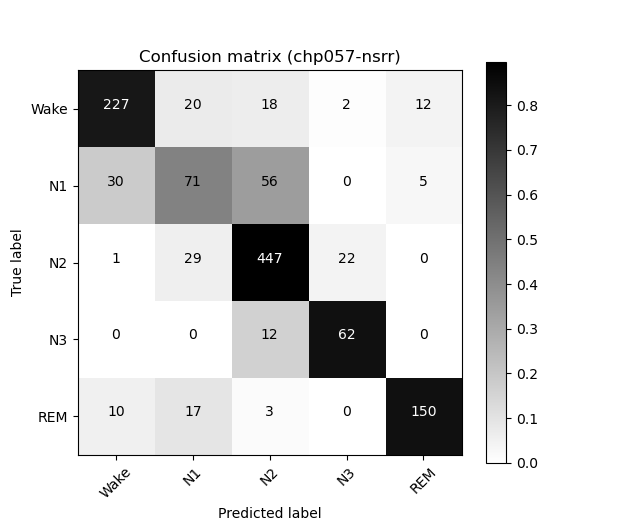 Confusion matrix (chp057-nsrr)
True label
Wake 227 20 18 2 12
N1 30 71 56 0 5
N2 1 29 447 22 0
N3 0 0 12 62 0
REM 10 17 3 0 150
Wake N1 N2 N3 REM
Predicted label
0.8
0.7
0.6
0.5
0.4
0.3
0.2
0.1
0.0